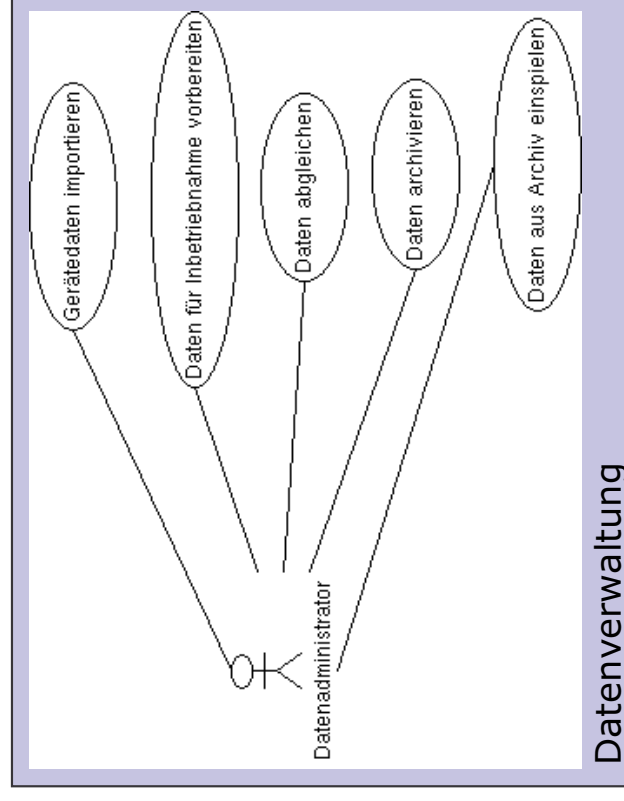 Gerätedaten importieren
Daten für Inbetriebnahme vorbereiten
Daten abgleichen
Daten archivieren
Daten aus Archiv einspielen
Datenadministrator
Datenverwaltung